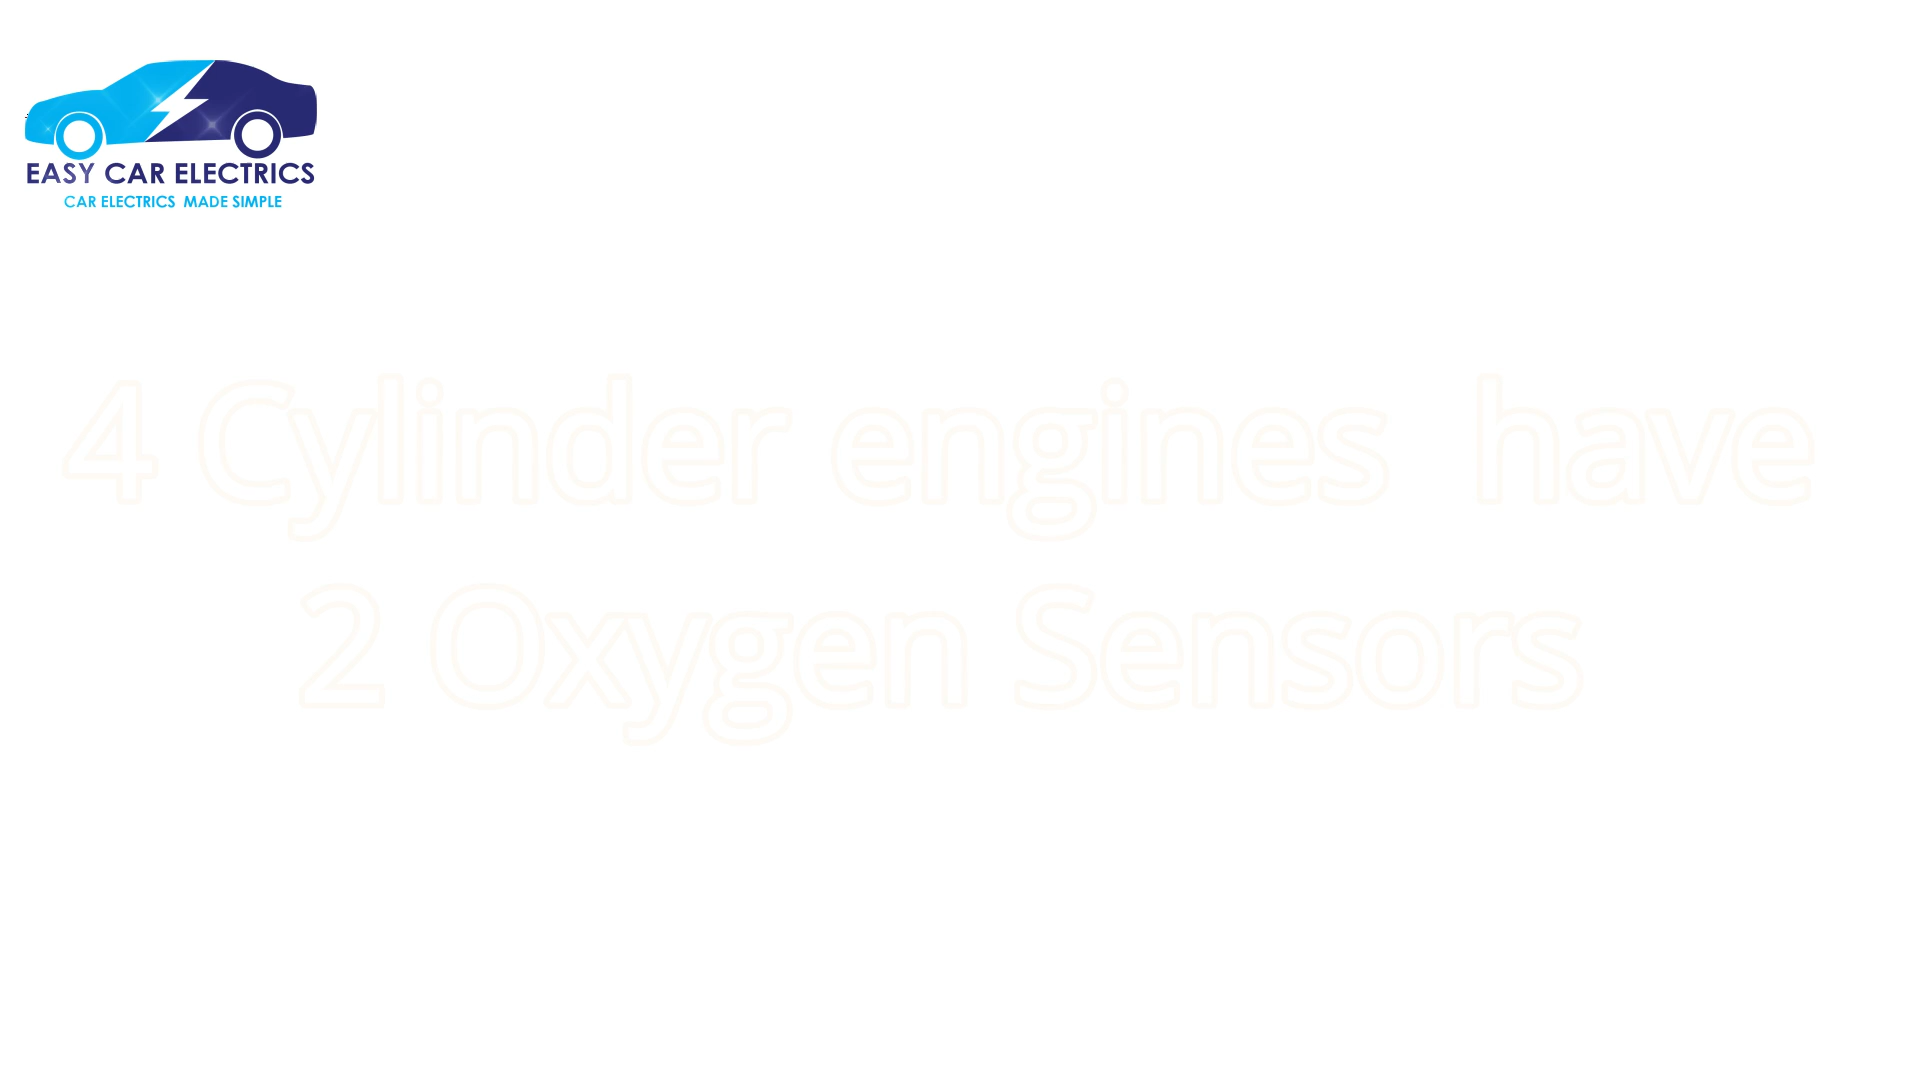 EASY CAR ELECTRICS
CAR ELECTRICS MADE SIMPLE
4 Cylinder engines have
2 Oxygen Sensors